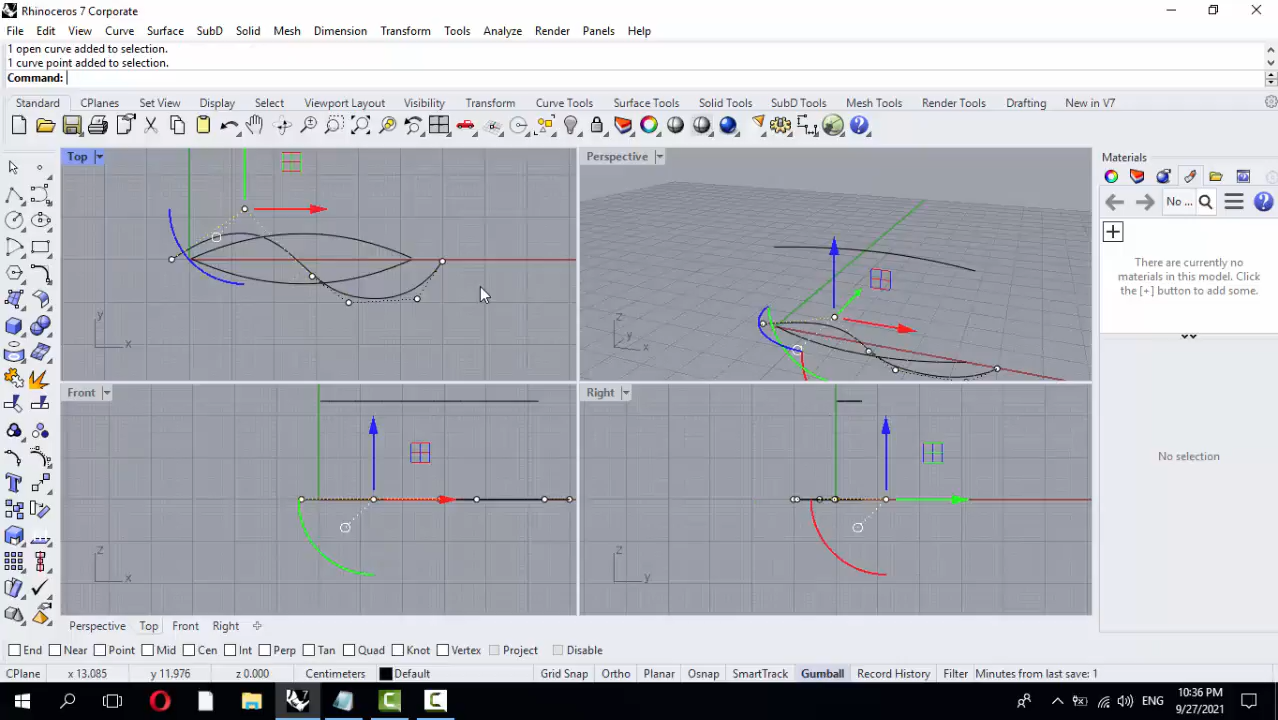 Rhinoceros 7 Corporate
File Edit View Curve Surface SubD Solid Mesh Dimension Transform Tools Analyze Render Panels Help
1 open curve added to selection.
1 curve point added to selection.
Command:
Standard CPlanes Set View Display Select Viewport Layout Visibility Transform Curve Tools Surface Tools Solid Tools SubD Tools Mesh Tools Render Tools Drafting New in V7
Top
Perspective
Materials
No ...
There are currently no
materials in this model. Click
the [+] button to add some.
y
x
z
y
x
Front
Right
No selection
z
x
z
y
Perspective Top Front Right
End Near Point Mid Cen Int Perp Tan Quad Knot Vertex Project Disable
CPlane x 13.085 y 11.976 z 0.000 Centimeters Default Grid Snap Ortho Planar Osnap SmartTrack Gumball Record History Filter Minutes from last save: 1
ENG
10:36 PM
9/27/2021